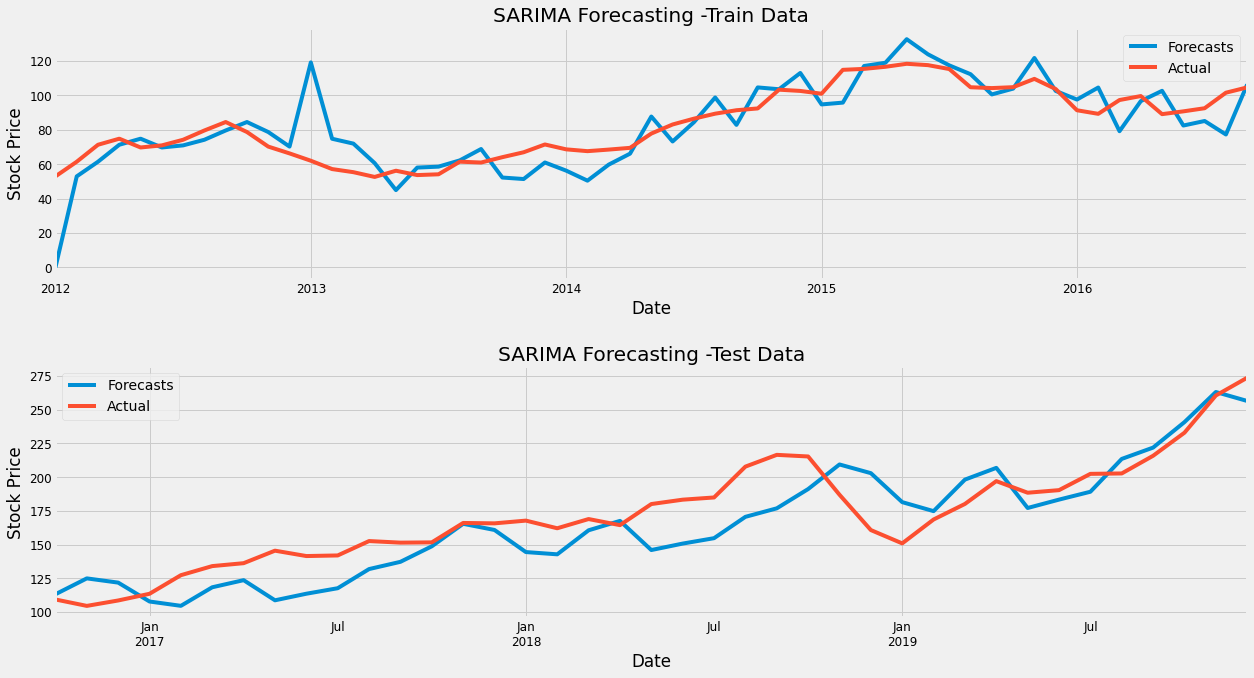 SARIMA Forecasting -Train Data
Forecasts
Actual
Stock Price
120
100
80
60
40
20
0
2012 2013 2014 2015 2016
Date
SARIMA Forecasting -Test Data
Forecasts
Actual
Stock Price
275
250
225
200
175
150
125
100
Jan Jul Jan Jul Jan Jul
2017 2018 2019
Date